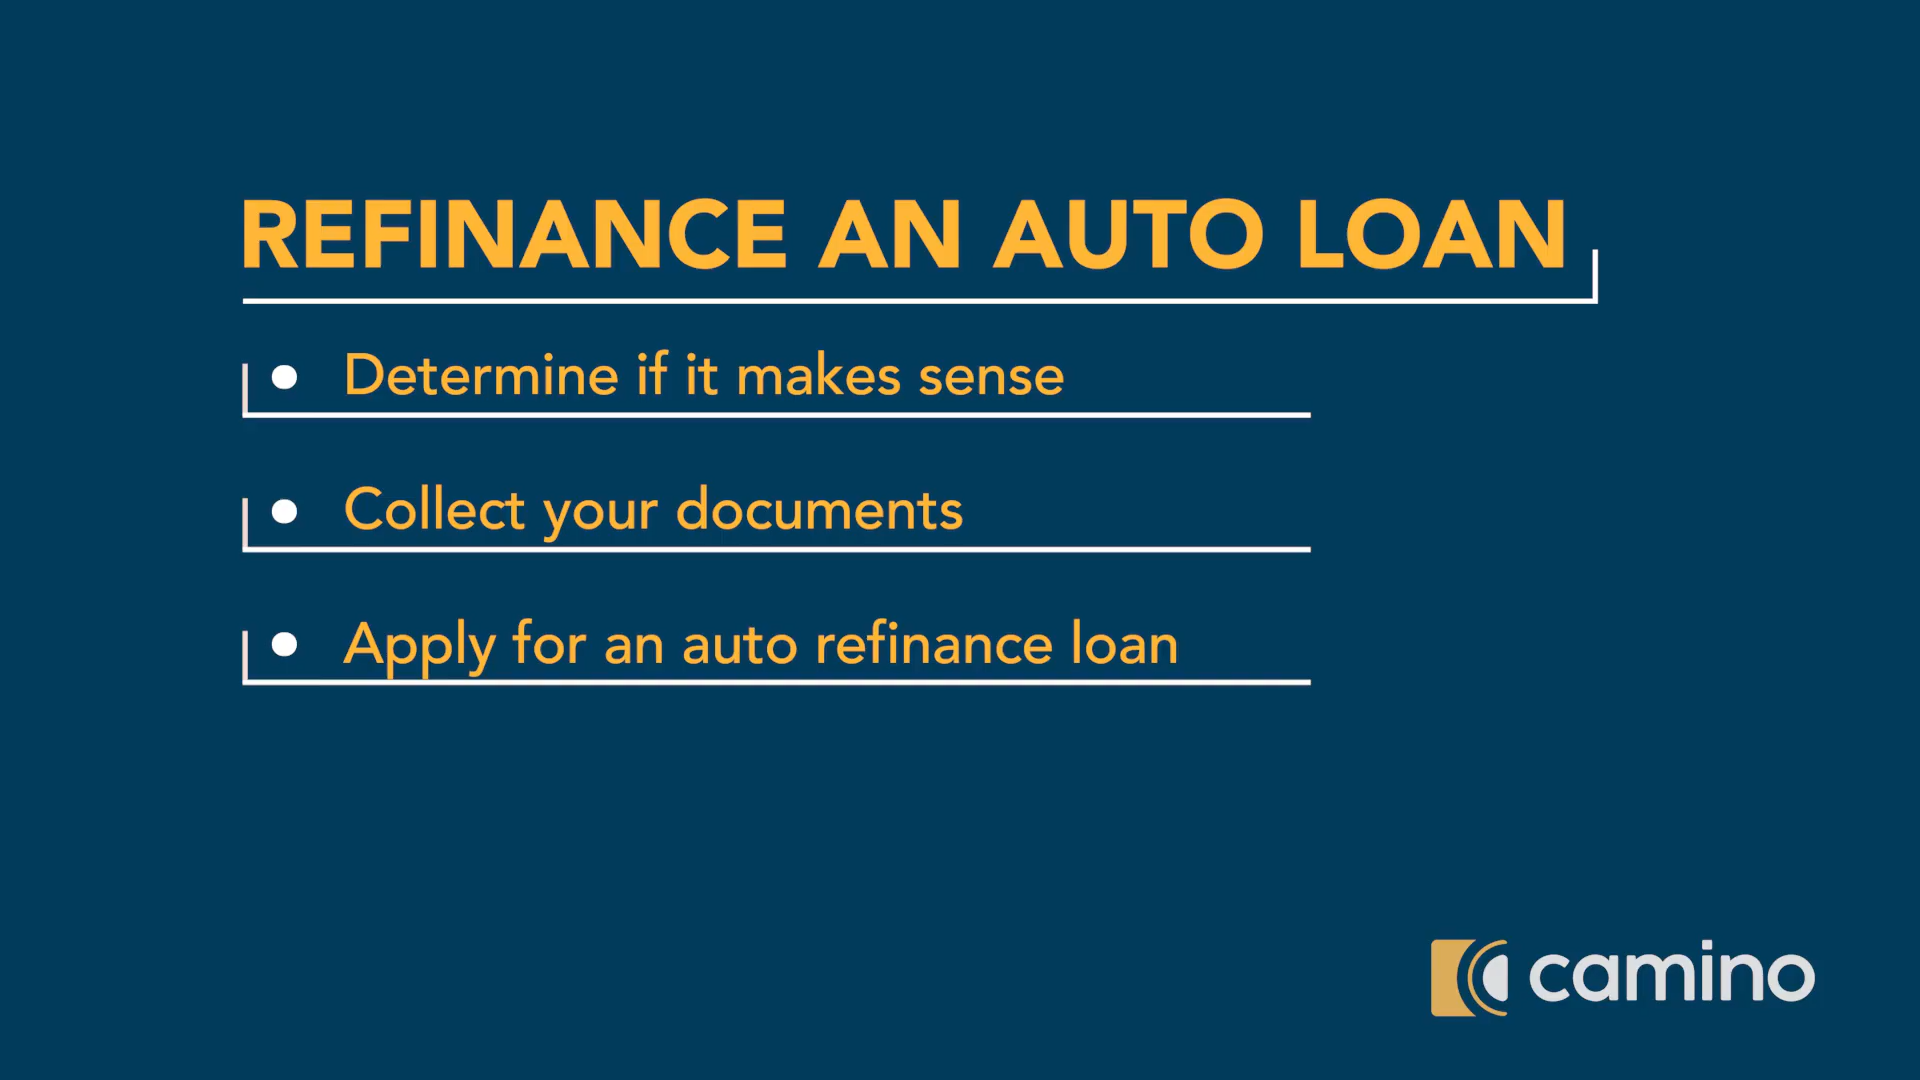 REFINANCE AN AUTO LOAN
• Determine if it makes sense
• Collect your documents
• Apply for an auto refinance loan
camino